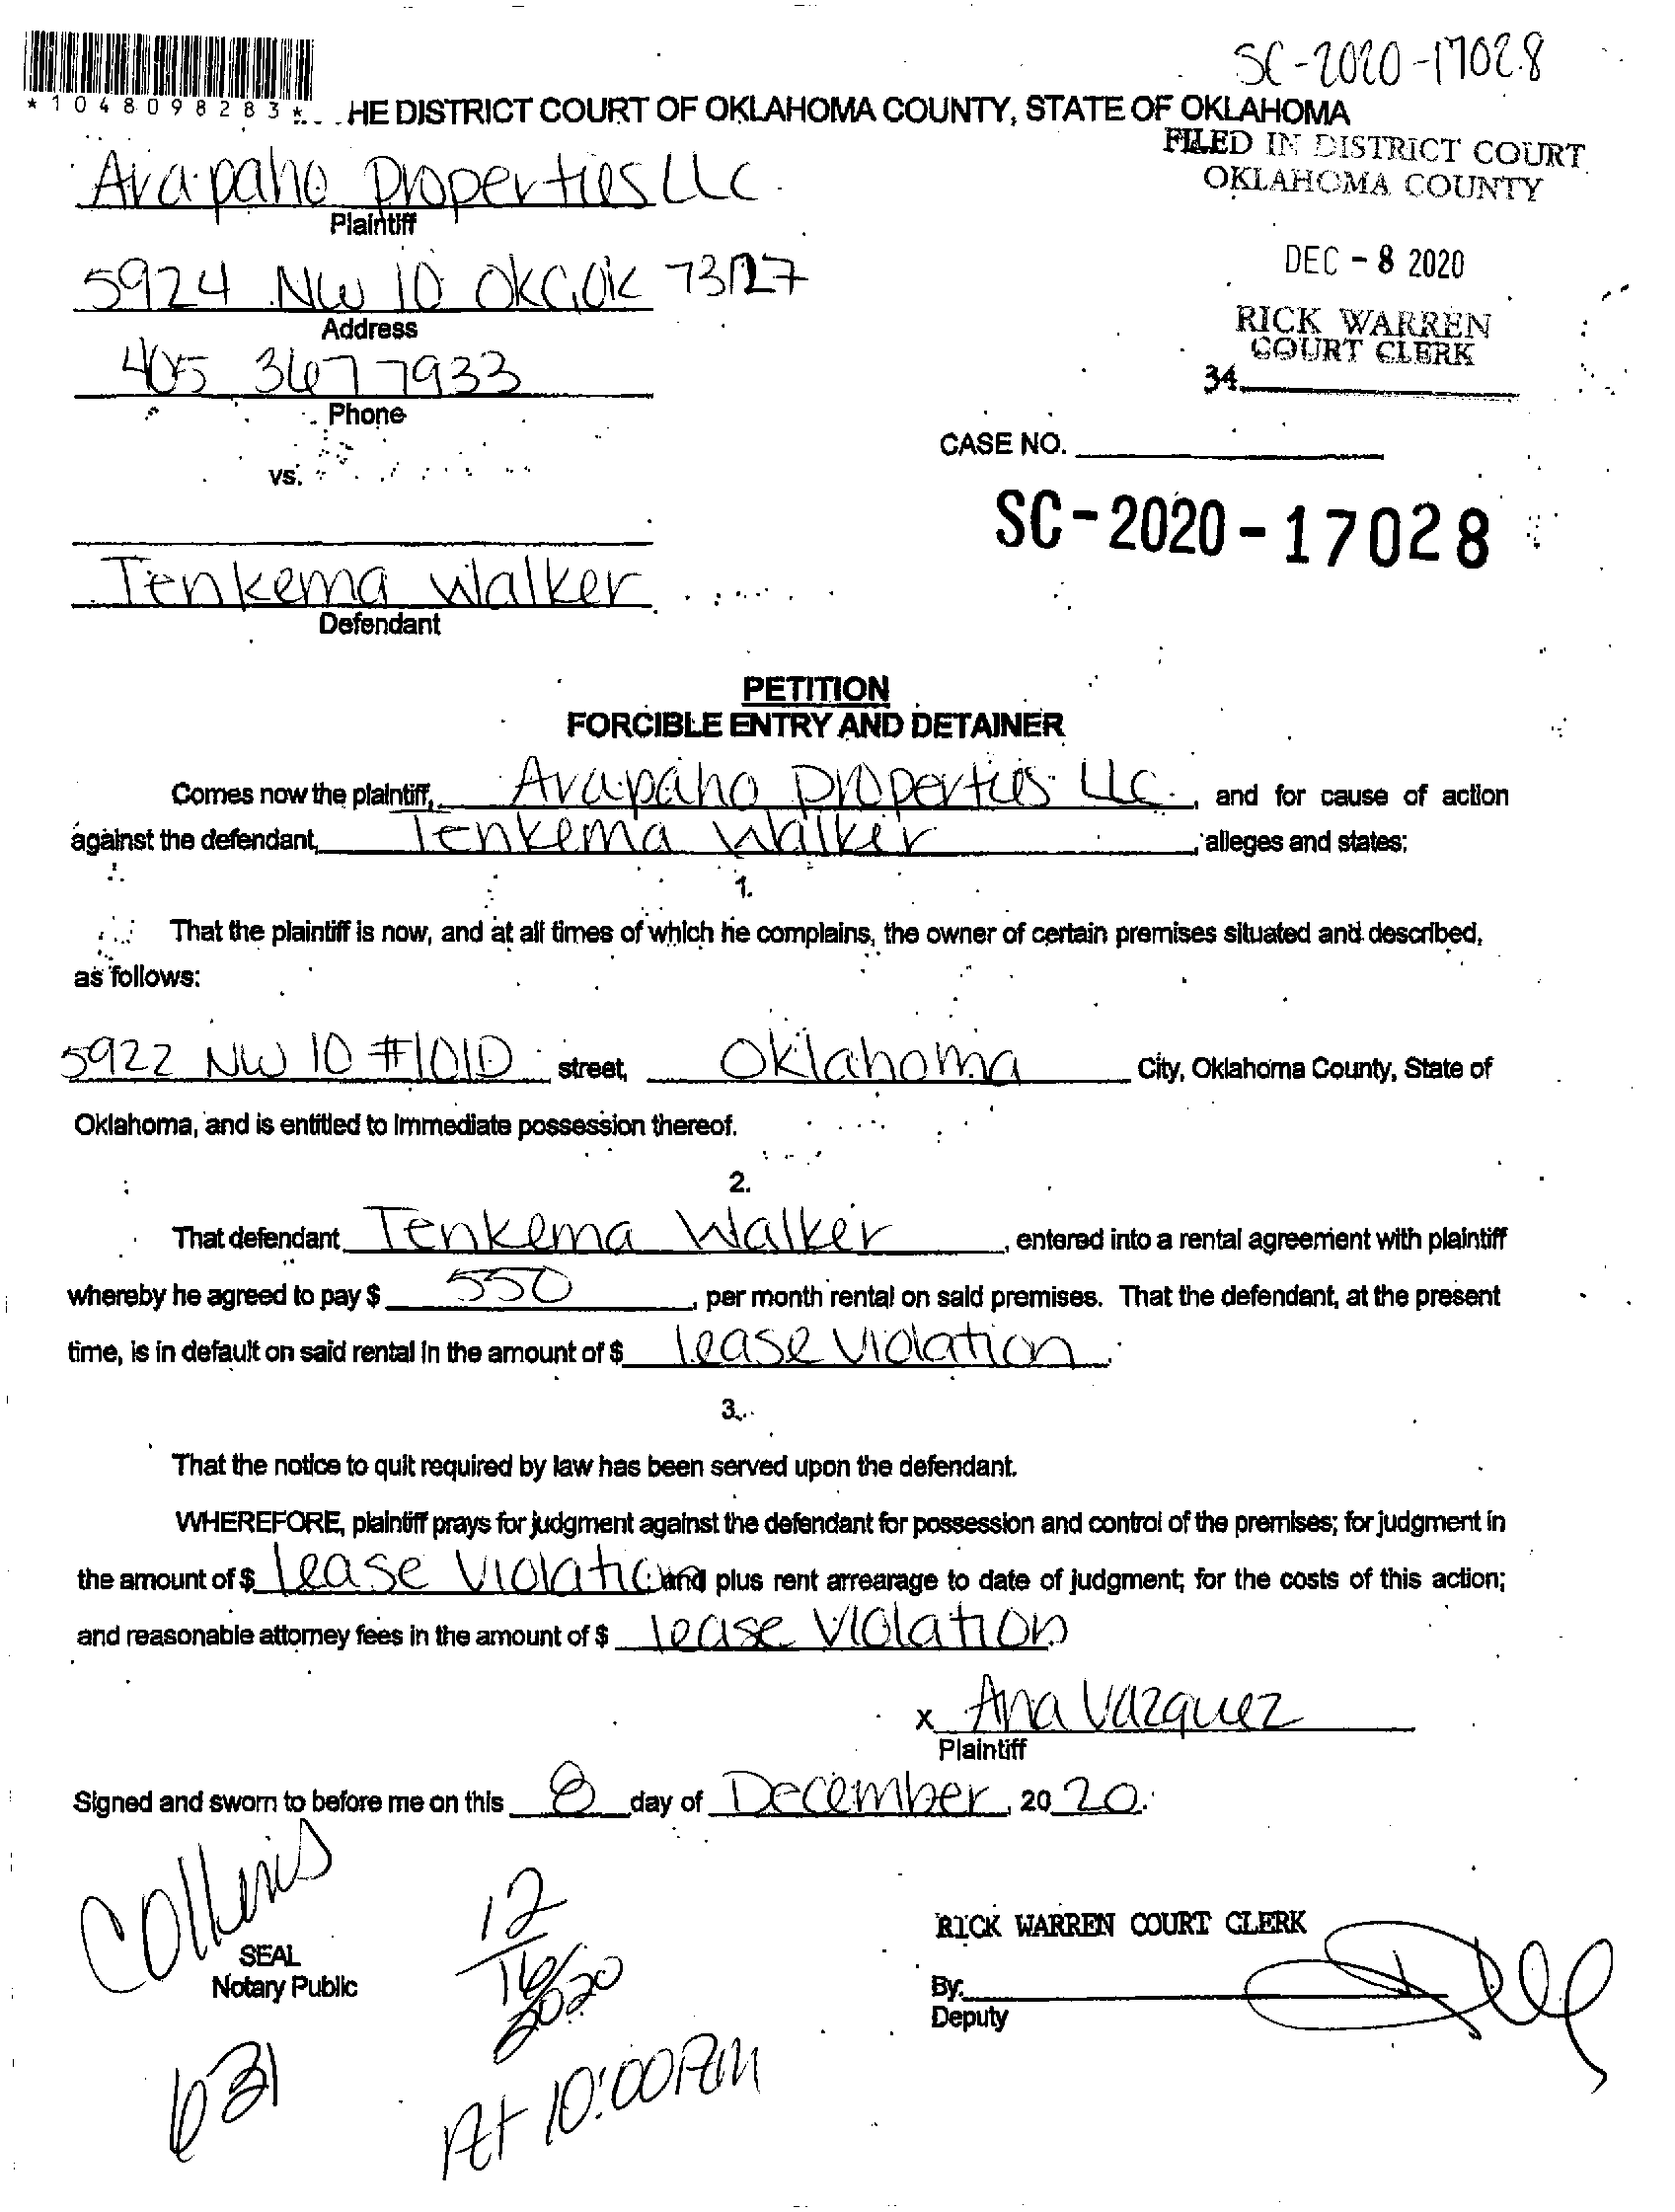 SC-2020-17028
*1048098283*
HE DISTRICT COURT OF OKLAHOMA COUNTY, STATE OF OKLAHOMA
FILED IN DISTRICT COURT
OKLAHOMA COUNTY
Arapaho Properties LLC
Plaintiff
DEC - 8 2020
5924 NW 10 OKC, OK 73127
Address
RICK WARREN
COURT CLERK
405 367 7933
34
Phone
CASE NO.
vs.
SC-2020-17028
Tenkema Walker
Defendant
PETITION
FORCIBLE ENTRY AND DETAINER
Comes now the plaintiff, Arapaho Properties LLC, and for cause of action
against the defendant, Tenkema Walker, alleges and states;
1.
That the plaintiff is now, and at all times of which he complains, the owner of certain premises situated and described,
as follows:
5922 NW 10 #101D street, Oklahoma City, Oklahoma County, State of
Oklahoma, and is entitled to immediate possession thereof.
2.
That defendant Tenkema Walker, entered into a rental agreement with plaintiff
whereby he agreed to pay $ 550, per month rental on said premises. That the defendant, at the present
time, is in default on said rental in the amount of $ lease violation.
3.
That the notice to quit required by law has been served upon the defendant.
WHEREFORE, plaintiff prays for judgment against the defendant for possession and control of the premises; for judgment in
the amount of $ lease violation and plus rent arrearage to date of judgment; for the costs of this action;
and reasonable attorney fees in the amount of $ lease violation
x Ana Vazquez
Plaintiff
Signed and sworn to before me on this 8 day of December, 2020.
Collins
12
16
2020
RICK WARREN COURT CLERK
SEAL
Notary Public
By:
Deputy
631
At 10:00 AM